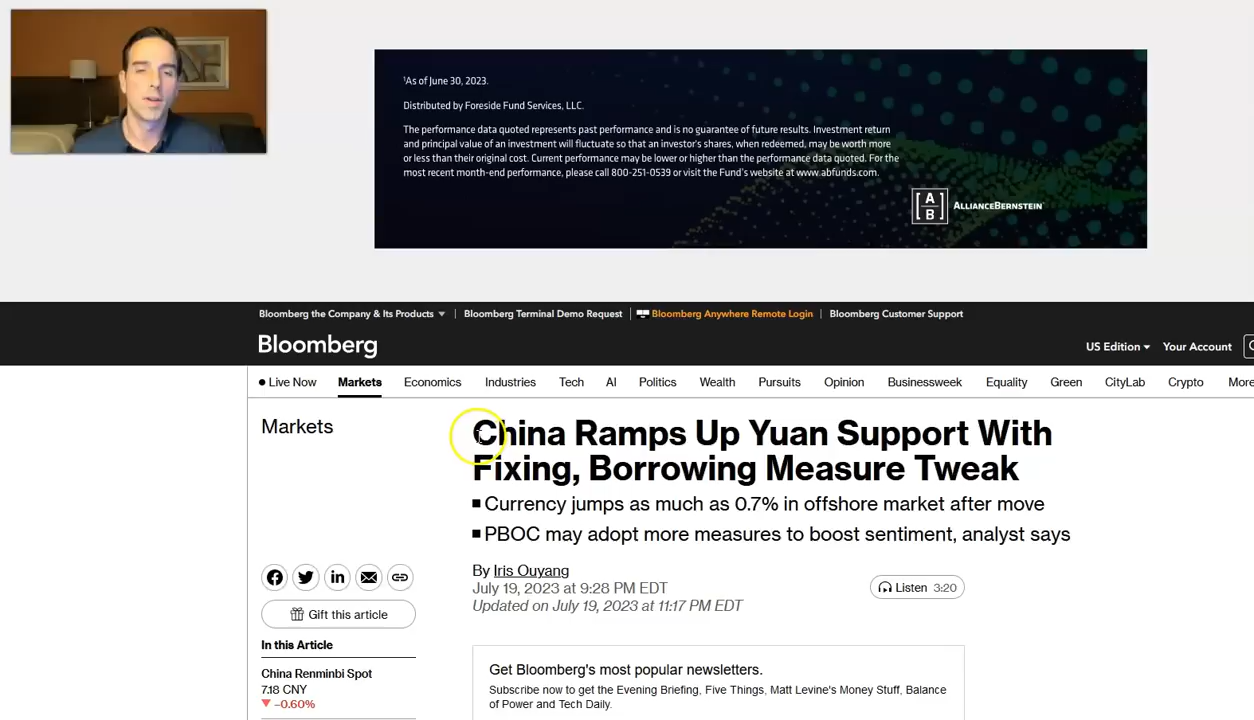 ¹As of June 30, 2023.
Distributed by Foreside Fund Services, LLC.
The performance data quoted represents past performance and is no guarantee of future results. Investment return
and principal value of an investment will fluctuate so that an investor's shares, when redeemed, may be worth more
or less than their original cost. Current performance may be lower or higher than the performance data quoted. For the
most recent month-end performance, please call 800-251-0539 or visit the Fund's website at www.abfunds.com.
[A B] ALLIANCEBERNSTEIN
Bloomberg the Company & Its Products | Bloomberg Terminal Demo Request | Bloomberg Anywhere Remote Login | Bloomberg Customer Support
Bloomberg
US Edition Your Account
Live Now Markets Economics Industries Tech AI Politics Wealth Pursuits Opinion Businessweek Equality Green CityLab Crypto More
Markets
China Ramps Up Yuan Support With
Fixing, Borrowing Measure Tweak
Currency jumps as much as 0.7% in offshore market after move
PBOC may adopt more measures to boost sentiment, analyst says
By Iris Ouyang
July 19, 2023 at 9:28 PM EDT
Updated on July 19, 2023 at 11:17 PM EDT
Listen 3:20
Gift this article
In this Article
China Renminbi Spot
7.18 CNY
▼ –0.60%
Get Bloomberg's most popular newsletters.
Subscribe now to get the Evening Briefing, Five Things, Matt Levine's Money Stuff, Balance
of Power and Tech Daily.